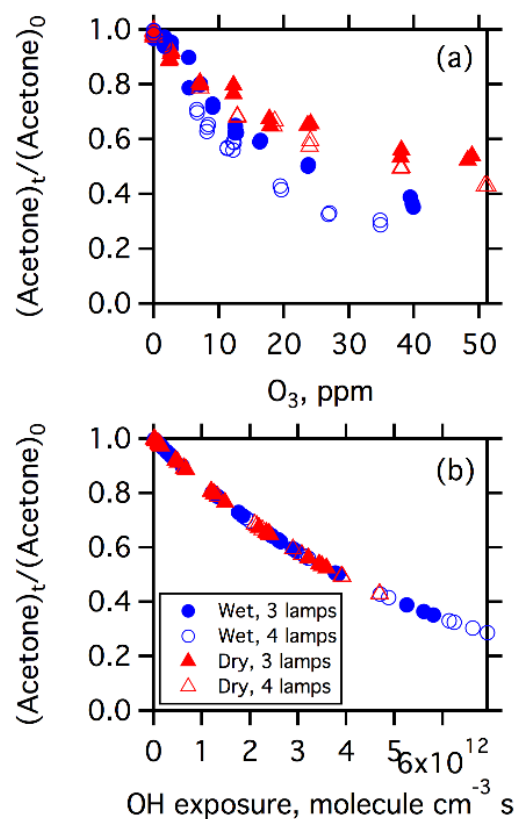 (Acetone)t/(Acetone)0
1.0
0.8
0.6
0.4
0.2
0.0
(a)
0 10 20 30 40 50
O3, ppm
(Acetone)t/(Acetone)0
1.0
0.8
0.6
0.4
0.2
0.0
(b)
Wet, 3 lamps
Wet, 4 lamps
Dry, 3 lamps
Dry, 4 lamps
0 1 2 3 4 5 6x10^12
OH exposure, molecule cm^-3 s